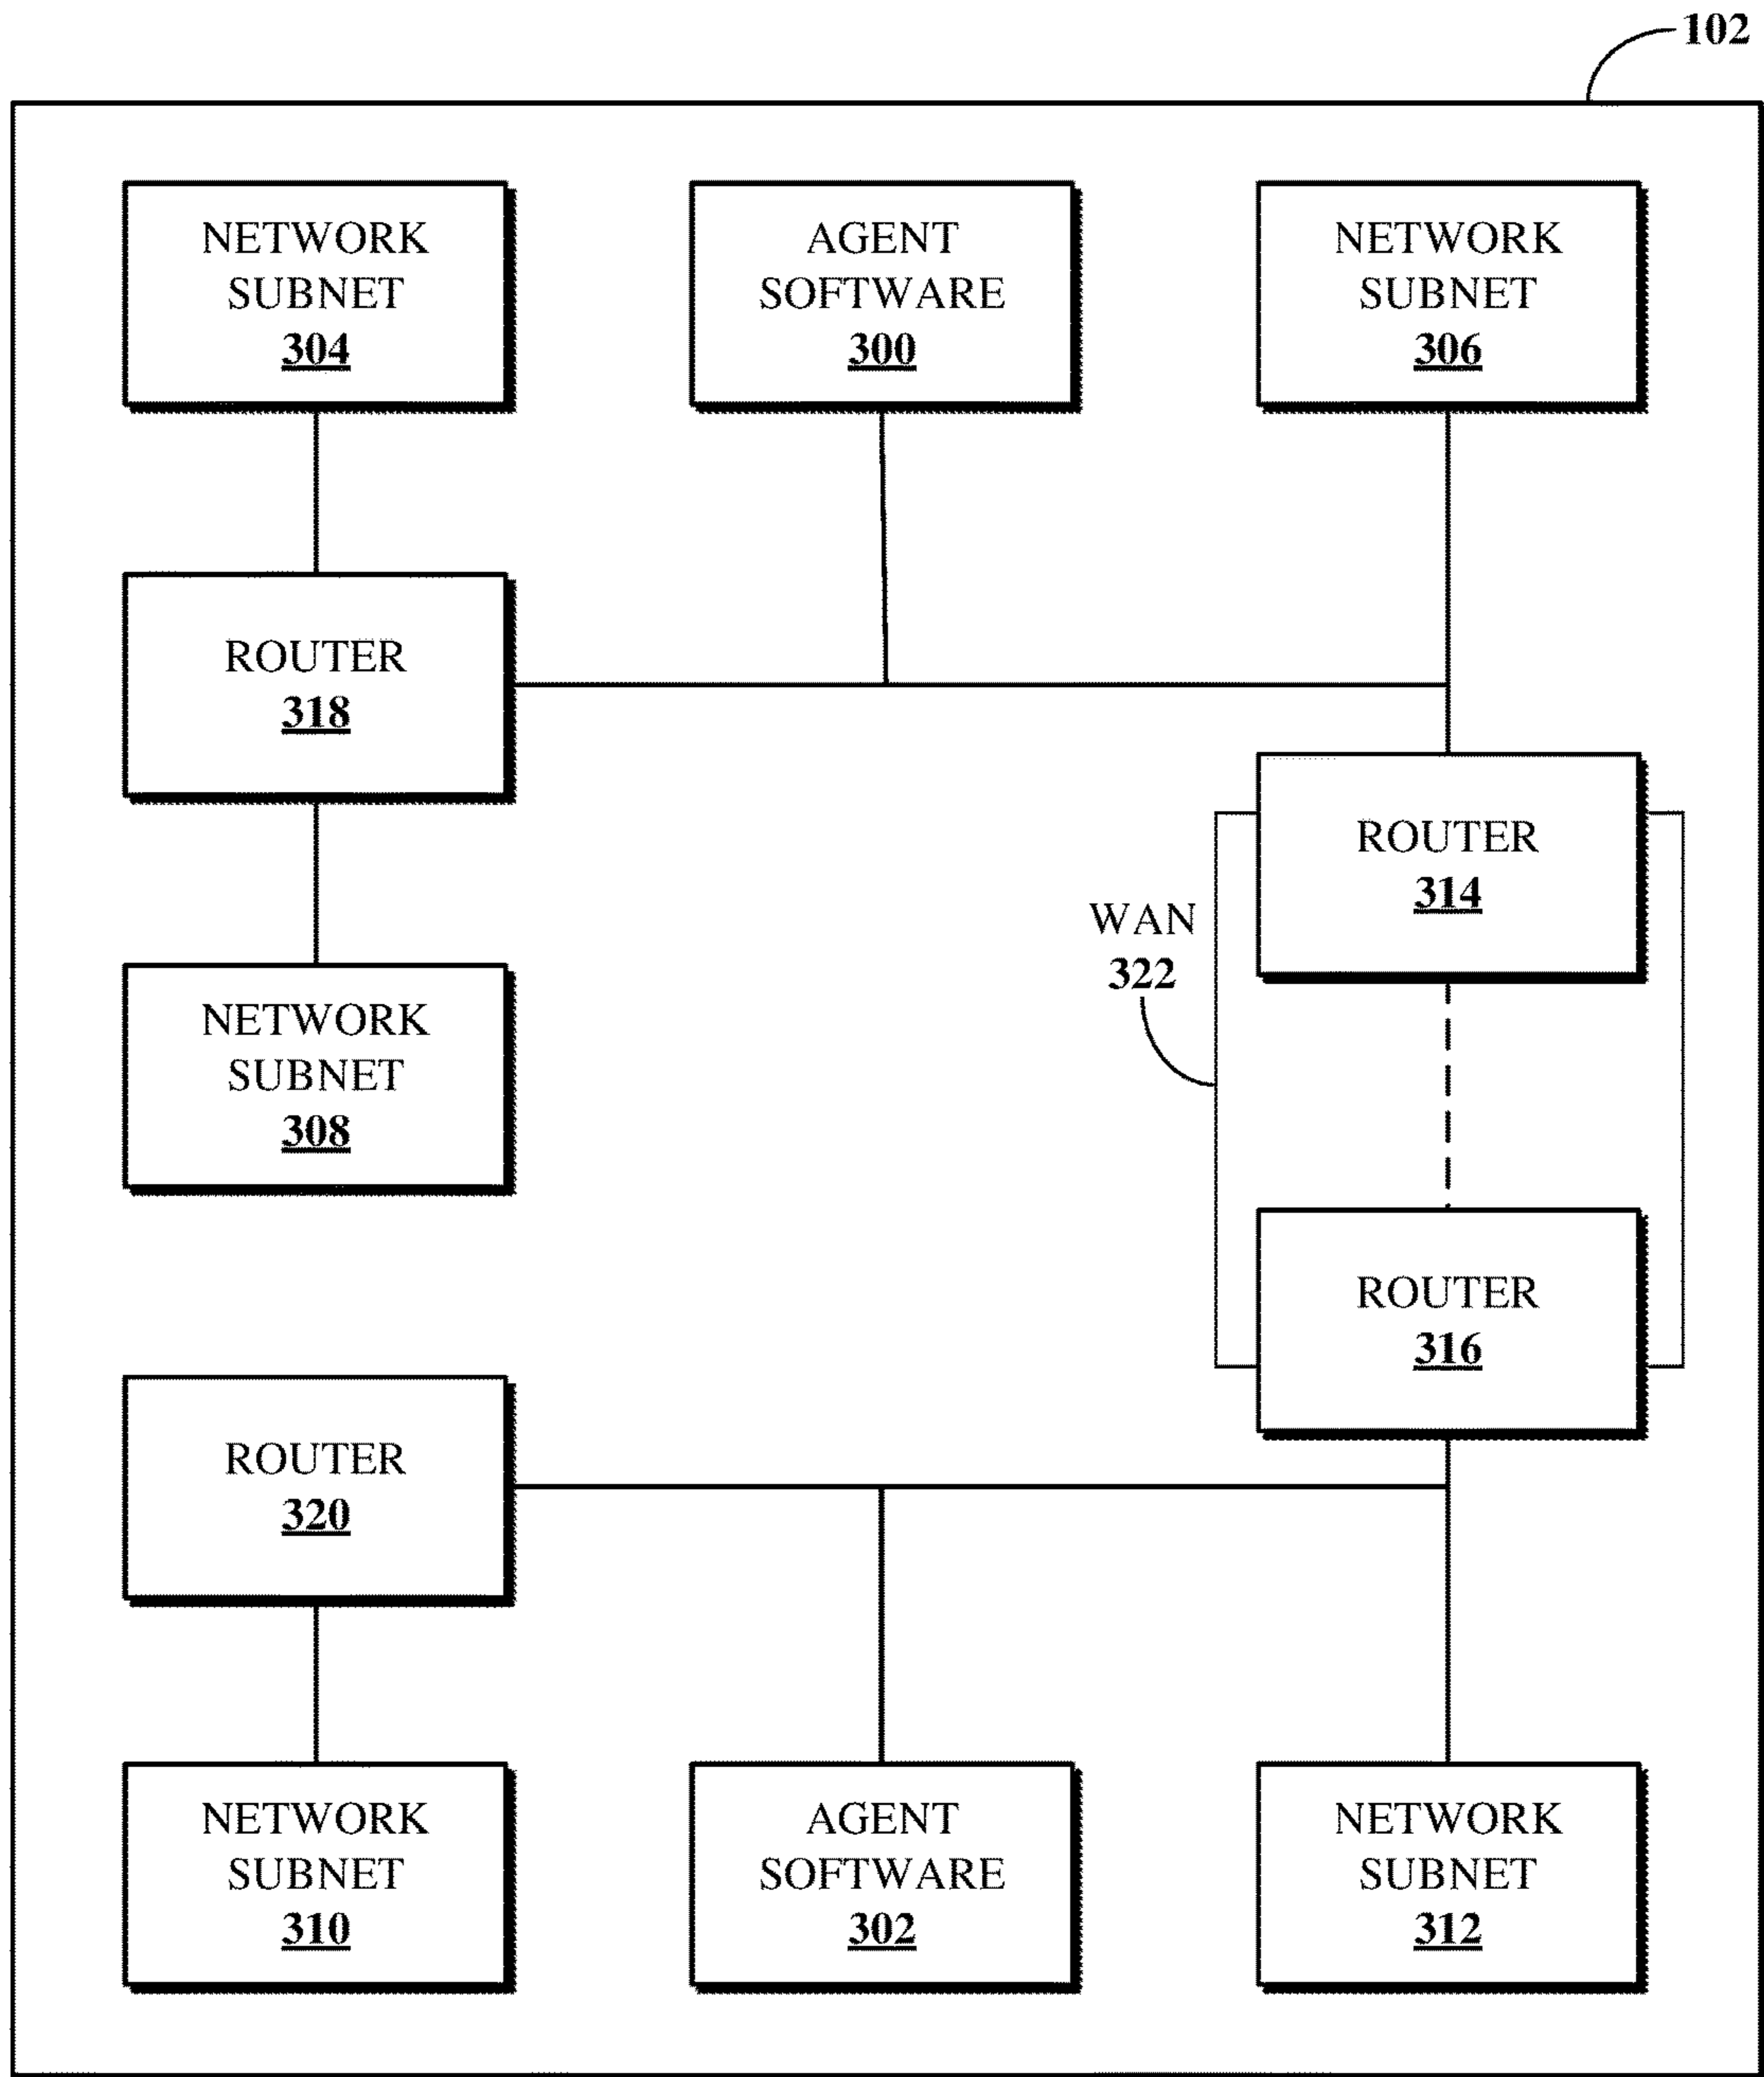 102
NETWORK
SUBNET
304
AGENT
SOFTWARE
300
NETWORK
SUBNET
306
ROUTER
318
ROUTER
314
WAN
322
NETWORK
SUBNET
308
ROUTER
316
ROUTER
320
NETWORK
SUBNET
310
AGENT
SOFTWARE
302
NETWORK
SUBNET
312